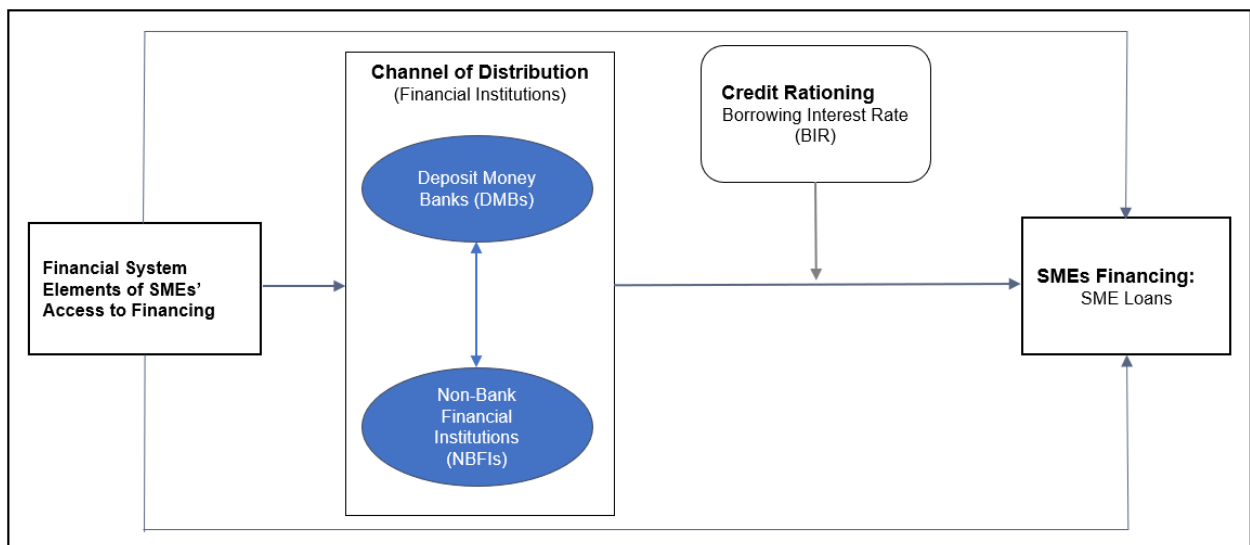 Financial System
Elements of SMEs'
Access to Financing
Channel of Distribution
(Financial Institutions)
Deposit Money
Banks (DMBs)
Non-Bank
Financial
Institutions
(NBFIs)
Credit Rationing
Borrowing Interest Rate
(BIR)
SMEs Financing:
SME Loans